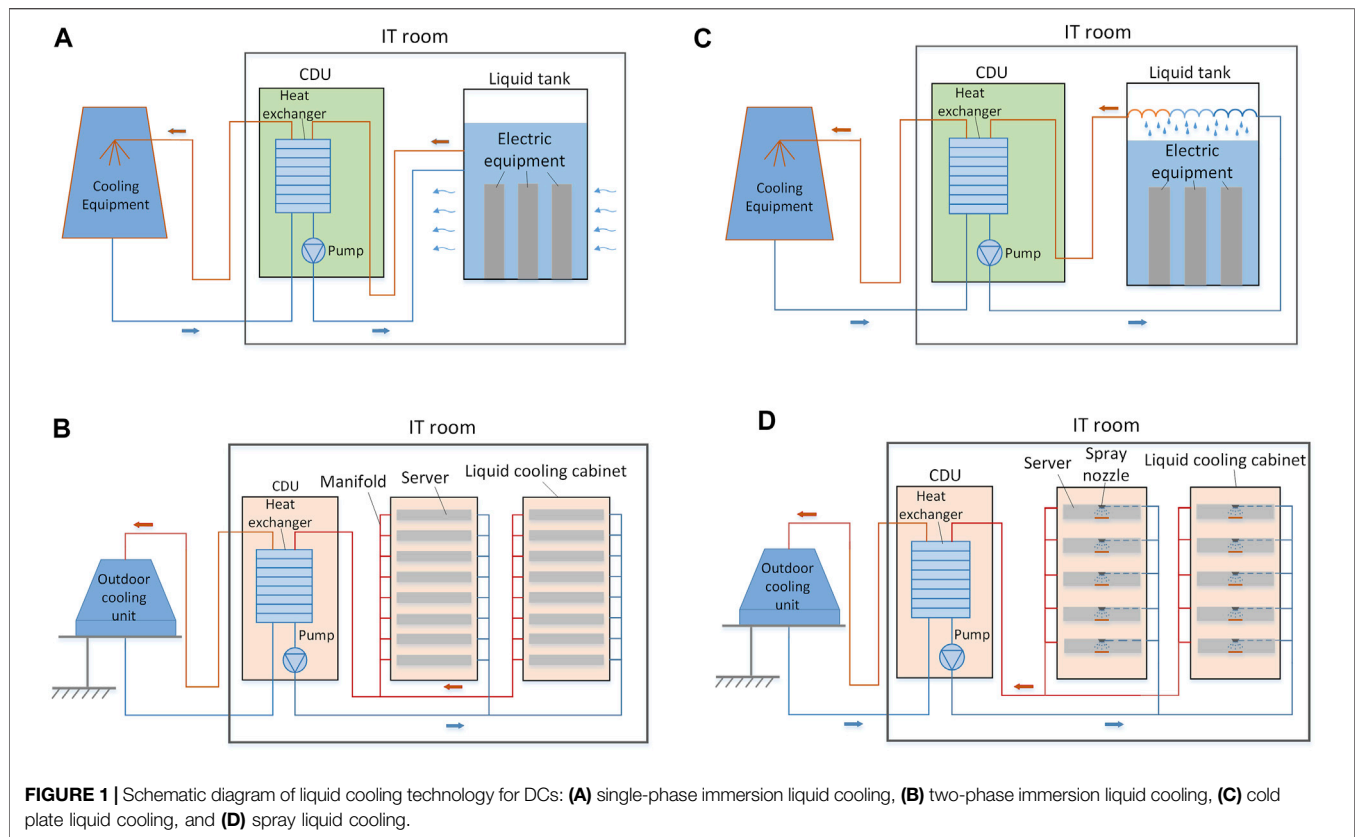 A
IT room
CDU
Heat
exchanger
Liquid tank
Electric
equipment
Cooling
Equipment
Pump
C
IT room
CDU
Heat
exchanger
Liquid tank
Electric
equipment
Cooling
Equipment
Pump
B
IT room
CDU
Heat
exchanger
Manifold
Server
Liquid cooling cabinet
Outdoor
cooling
unit
Pump
D
IT room
CDU
Heat
exchanger
Server
Spray
nozzle
Liquid cooling cabinet
Outdoor
cooling
unit
Pump
FIGURE 1 | Schematic diagram of liquid cooling technology for DCs: (A) single-phase immersion liquid cooling, (B) two-phase immersion liquid cooling, (C) cold
plate liquid cooling, and (D) spray liquid cooling.